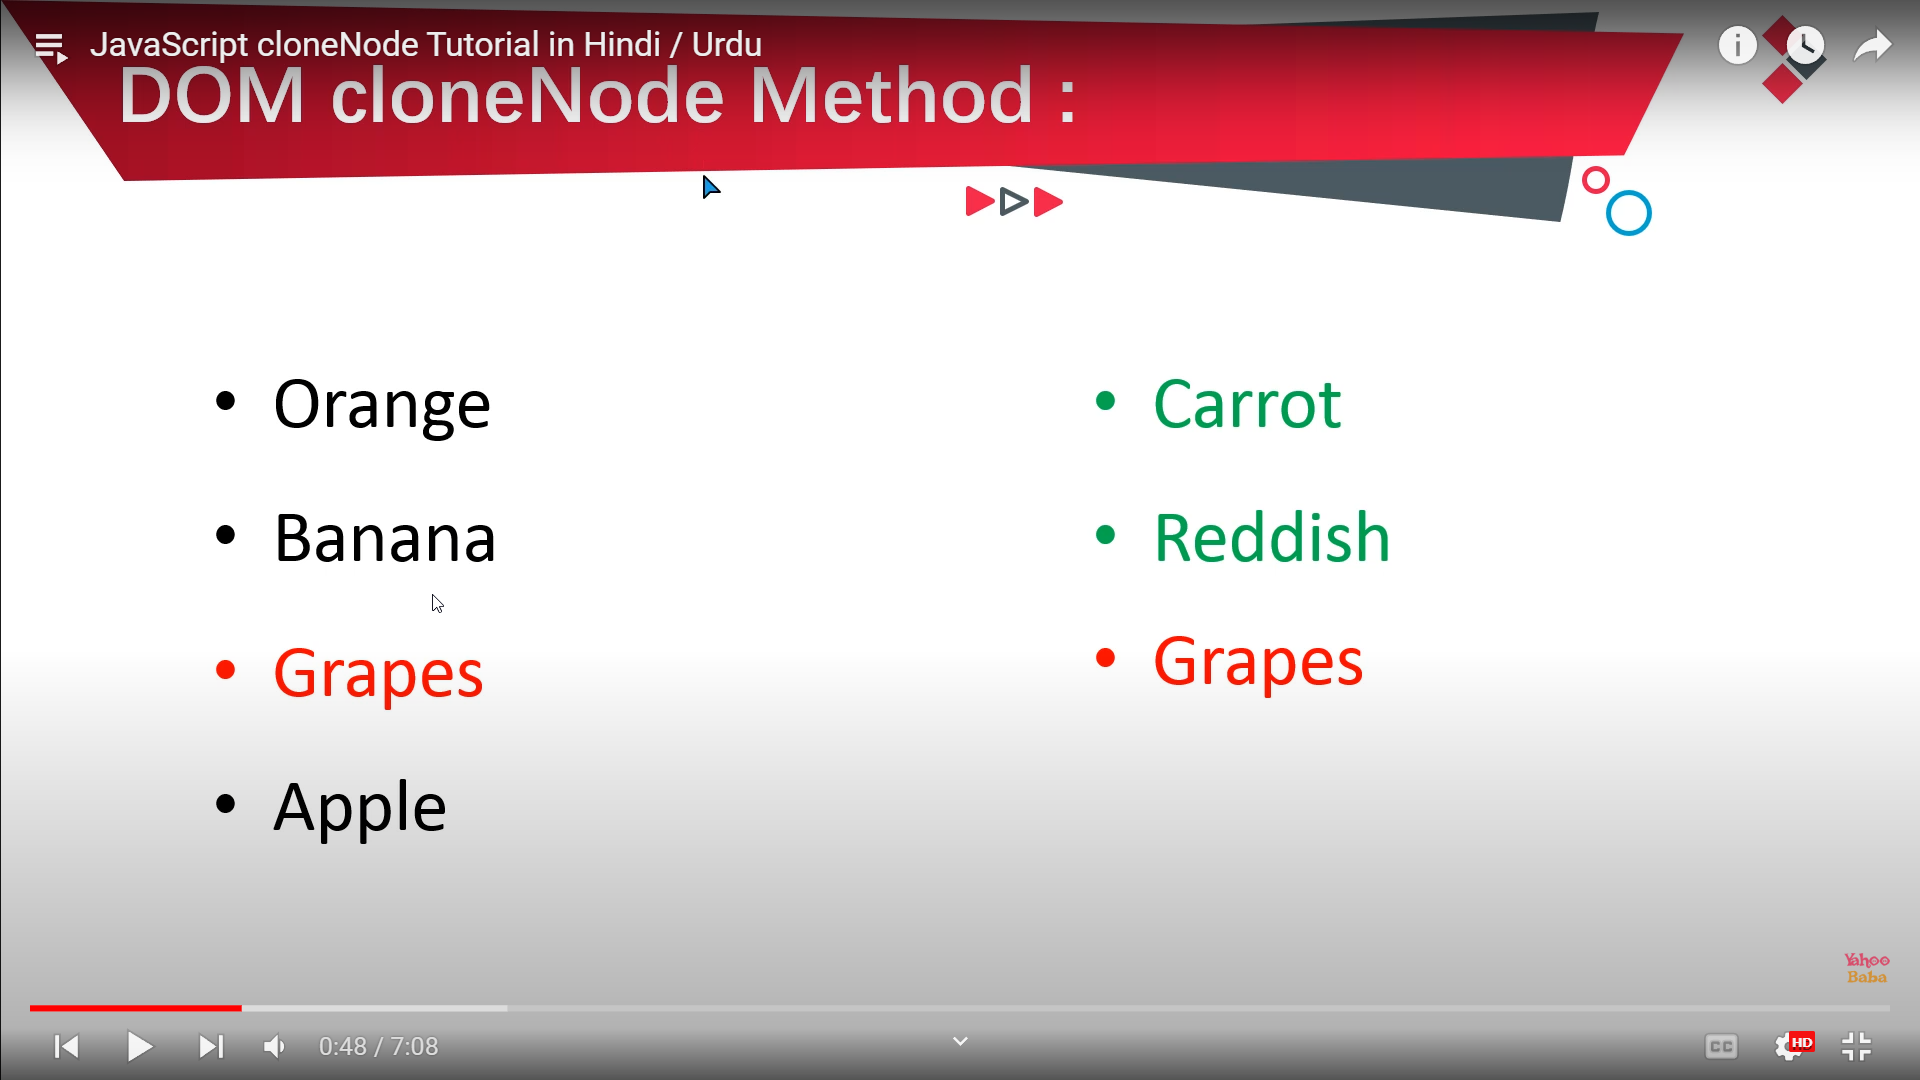 JavaScript cloneNode Tutorial in Hindi / Urdu
DOM cloneNode Method :
• Orange
• Banana
• Grapes
• Apple
• Carrot
• Reddish
• Grapes
Yahoo
Baba
0:48 / 7:08
CC
HD